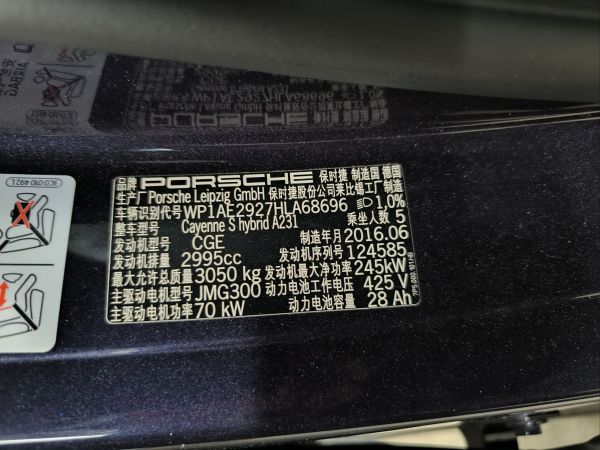 品牌 PORSCHE 保时捷 制造国 德国
生产厂 Porsche Leipzig GmbH 保时捷股份公司莱比锡工厂制造
车辆识别代号 WP1AE2927HLA68696 1.0%
整车型号 Cayenne S hybrid A231 乘坐人数 5
发动机型号 CGE 制造年月 2016.06
发动机排量 2995cc 发动机序列号 124585
最大允许总质量 3050 kg 发动机最大净功率 245kW
主驱动电机型号 JMG300 动力电池工作电压 425 V
主驱动电机功率 70 kW 动力电池容量 28 Ah
3C0 010 492 L